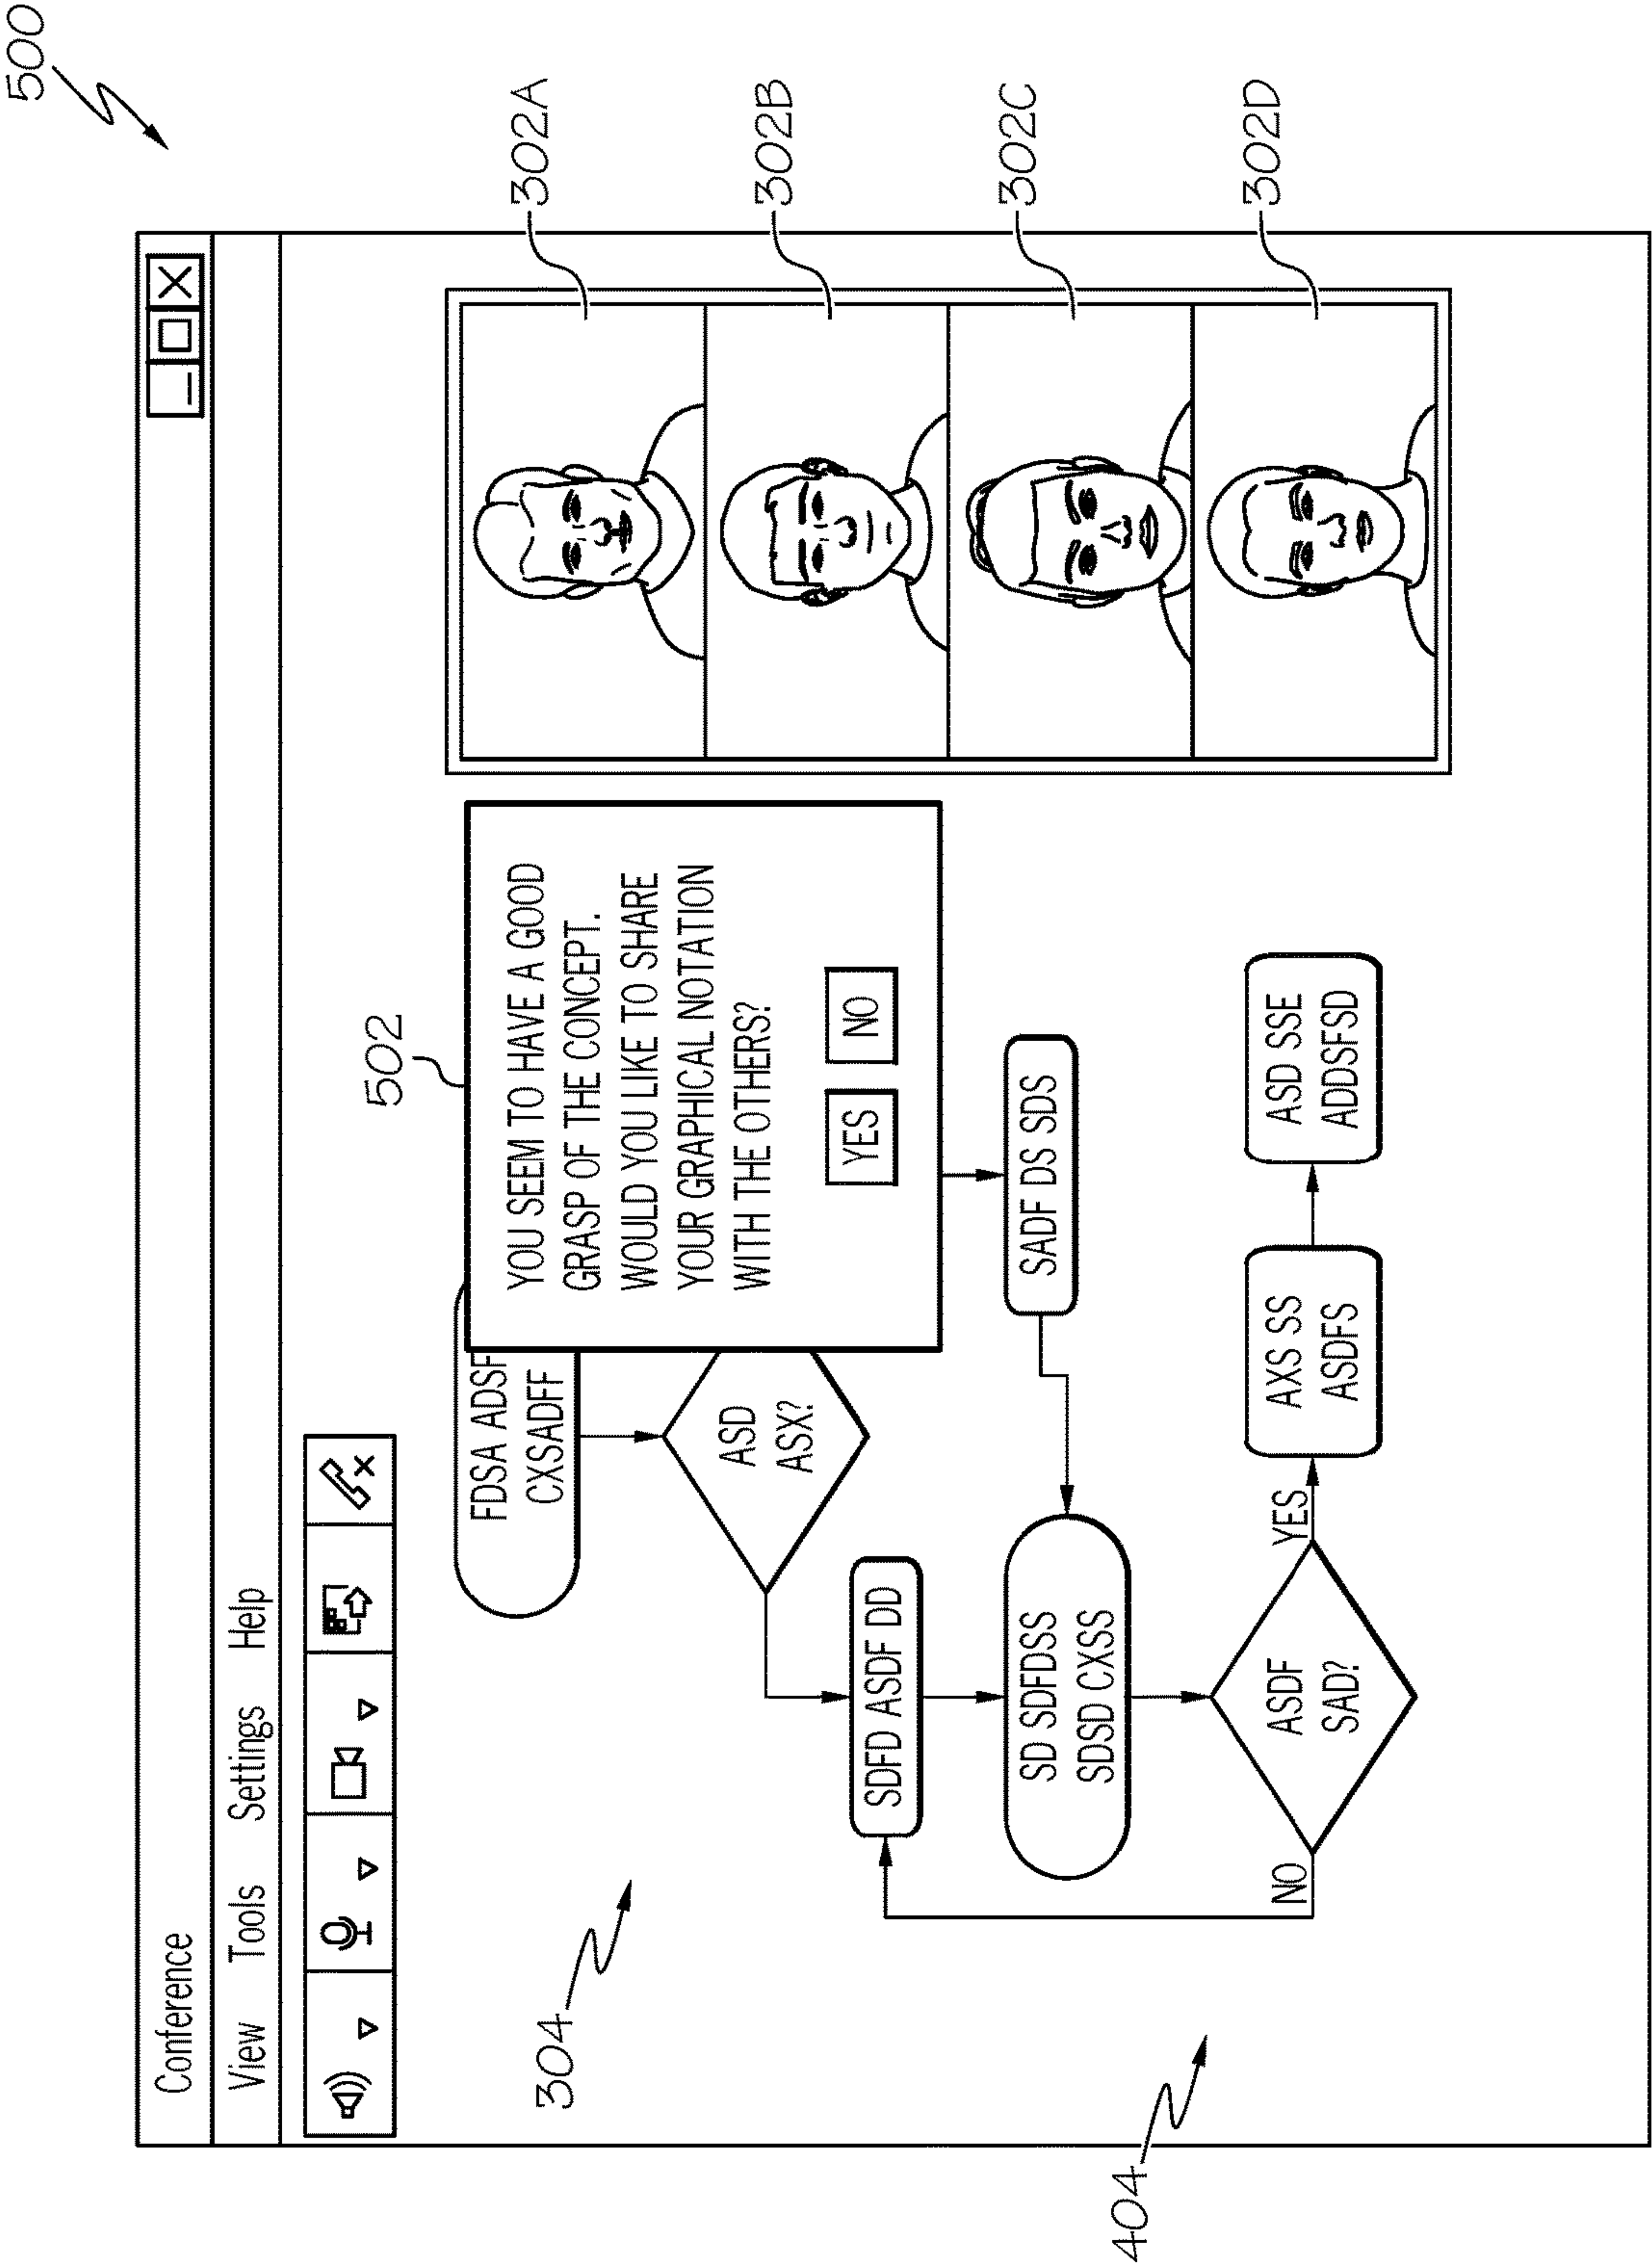 500
Conference
View Tools Settings Help
302A
302B
302C
302D
502
YOU SEEM TO HAVE A GOOD
GRASP OF THE CONCEPT.
WOULD YOU LIKE TO SHARE
YOUR GRAPHICAL NOTATION
WITH THE OTHERS?
YES
NO
304
FDSA ADSF
CXSADFF
ASD
ASX?
SDFD ASDF DD
SADF DS SDS
SD SDFDSS
SDSD CXSS
404
NO
ASDF
SAD?
YES
AXS SS
ASDFS
ASD SSE
ADDSFSD